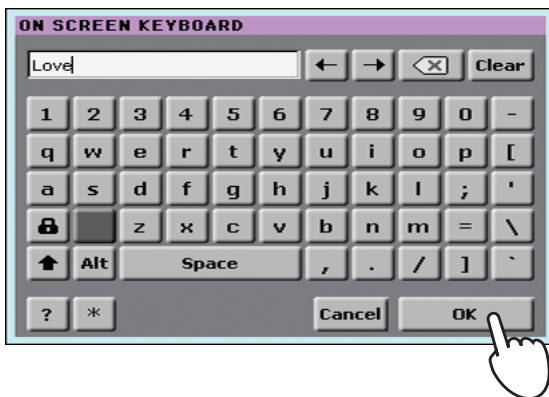 ON SCREEN KEYBOARD
Love
← → Clear
1 2 3 4 5 6 7 8 9 0 -
q w e r t y u i o p [
a s d f g h j k l ; '
z x c v b n m = \
Alt Space , . / ] `
? * Cancel OK